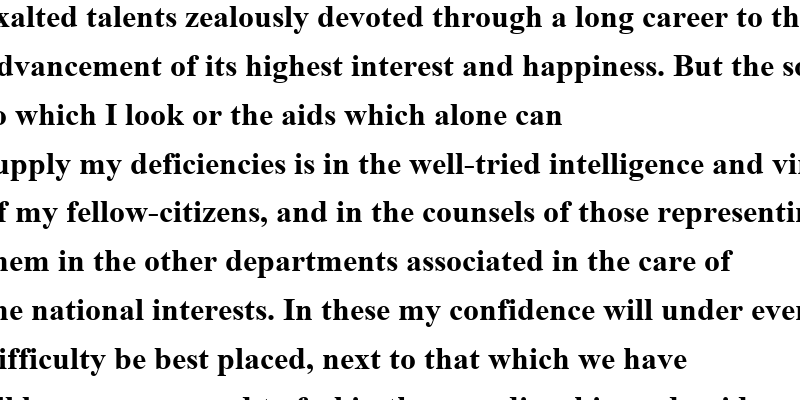 xalted talents zealously devoted through a long career to th
dvancement of its highest interest and happiness. But the so
o which I look or the aids which alone can
upply my deficiencies is in the well-tried intelligence and vi
f my fellow-citizens, and in the counsels of those representi
hem in the other departments associated in the care of
he national interests. In these my confidence will under ever
ifficulty be best placed, next to that which we have